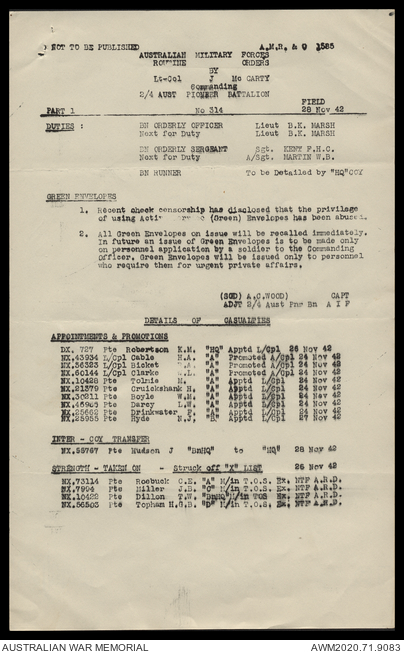 NOT TO BE PUBLISHED A.M.R. & O 1585
AUSTRALIAN MILITARY FORCES
ROUTINE ORDERS
BY
Lt-Col J Mc CARTY
Commanding
2/4 AUST PIONEER BATTALION
FIELD
PART 1 No 314 28 Nov 42
DUTIES : BN ORDERLY OFFICER Lieut B.K. MARSH
Next for Duty Lieut B.K. MARSH
BN ORDERLY SERGEANT Sgt. KENY F.H.C.
Next for Duty A/Sgt. MARTIN W.B.
BN RUNNER To be Detailed by "HQ"COY
GREEN ENVELOPES
1. Recent check censorship has disclosed that the privilege
of using (Green) Envelopes has been abused.
2. All Green Envelopes on issue will be recalled immediately.
In future an issue of Green Envelopes is to be made only
on personnel application by a soldier to the Commanding
Officer. Green Envelopes will be issued only to personnel
who require them for urgent private affairs.
(SGD) A.C.WOOD) CAPT
ADJT 2/4 Aust Pnr Bn A I F
DETAILS OF CASUALTIES
APPOINTMENTS & PROMOTIONS
DX. 727 Pte Robertson K.M. "HQ" Apptd L/Cpl 26 Nov 42
NX.43934 L/Cpl Cable H.A. "A" Promoted A/Cpl 24 Nov 42
NX.56323 L/Cpl Bisket "A" Promoted A/Cpl 24 Nov 42
NX.60144 L/Cpl Clarke "A" Promoted A/Cpl 24 Nov 42
NX.10428 Pte Tolmie M. "A" Apptd L/Cpl 24 Nov 42
NX.21379 Pte Cruickshank H. "A" Apptd L/Cpl 24 Nov 42
NX.30211 Pte Boyle W.M. "A" Apptd L/Cpl 24 Nov 42
Pte Darcy L.W. "A" Apptd L/Cpl 24 Nov 42
NX.25662 Pte Drinkwater F. "A" Apptd L/Cpl 24 Nov 42
NX.25955 Pte Hyde N.J. Apptd L/Cpl 27 Nov 42
INTER - COY TRANSFER
NX.55767 Pte Hudson J "BnHQ" to "HQ" 28 Nov 42
STRENGTH - TAKEN ON - Struck off "X" LIST 26 Nov 42
NX.73114 Pte Roebuck C.E. "A" M/in T.O.S. Ex. NTF A.R.D.
NX.7994 Pte Miller J.B. "C" M/in T.O.S. Ex. NTF A.R.D.
NX.10422 Pte Dillon T.W. "BnHQ"M/in TOS Ex. NTF A.R.D.
NX.56503 Pte Topham H.G.B. "D" M/in T.O.S. Ex. NTF A.R.D.
AUSTRALIAN WAR MEMORIAL AWM2020.71.9083